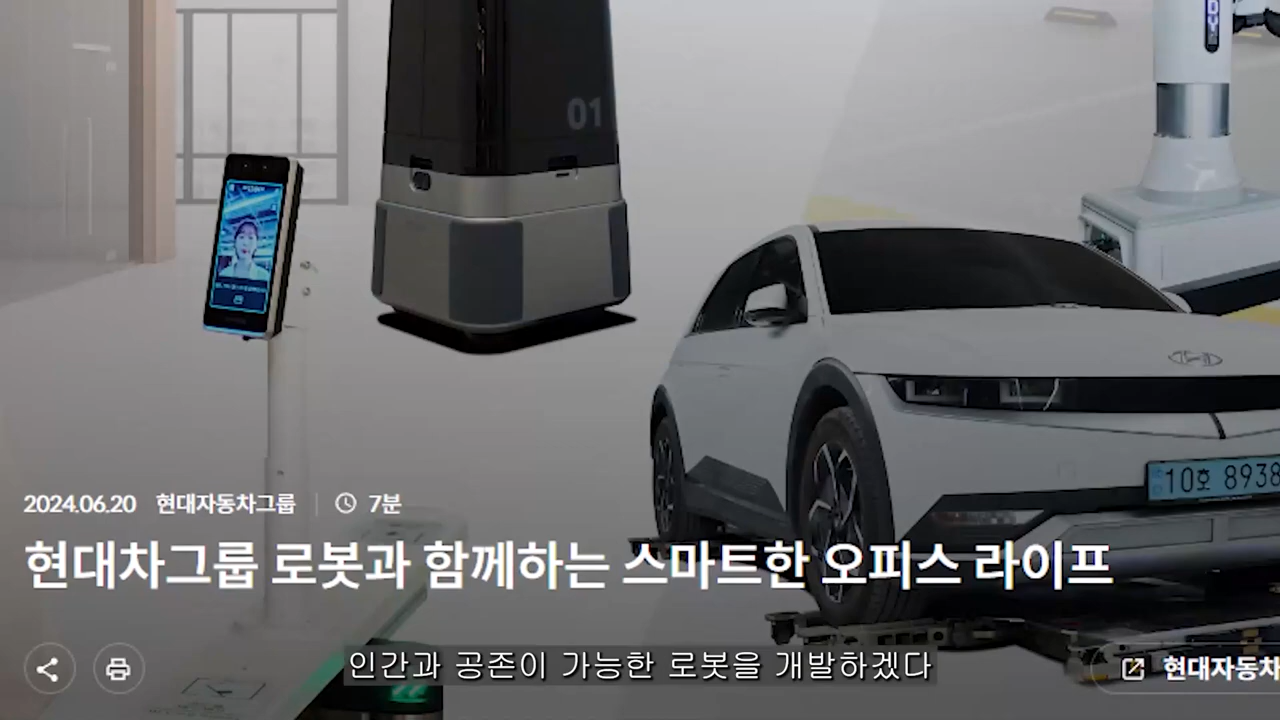 01
10호 8938
2024.06.20 현대자동차그룹 7분
현대차그룹 로봇과 함께하는 스마트한 오피스 라이프
인간과 공존이 가능한 로봇을 개발하겠다
현대자동차